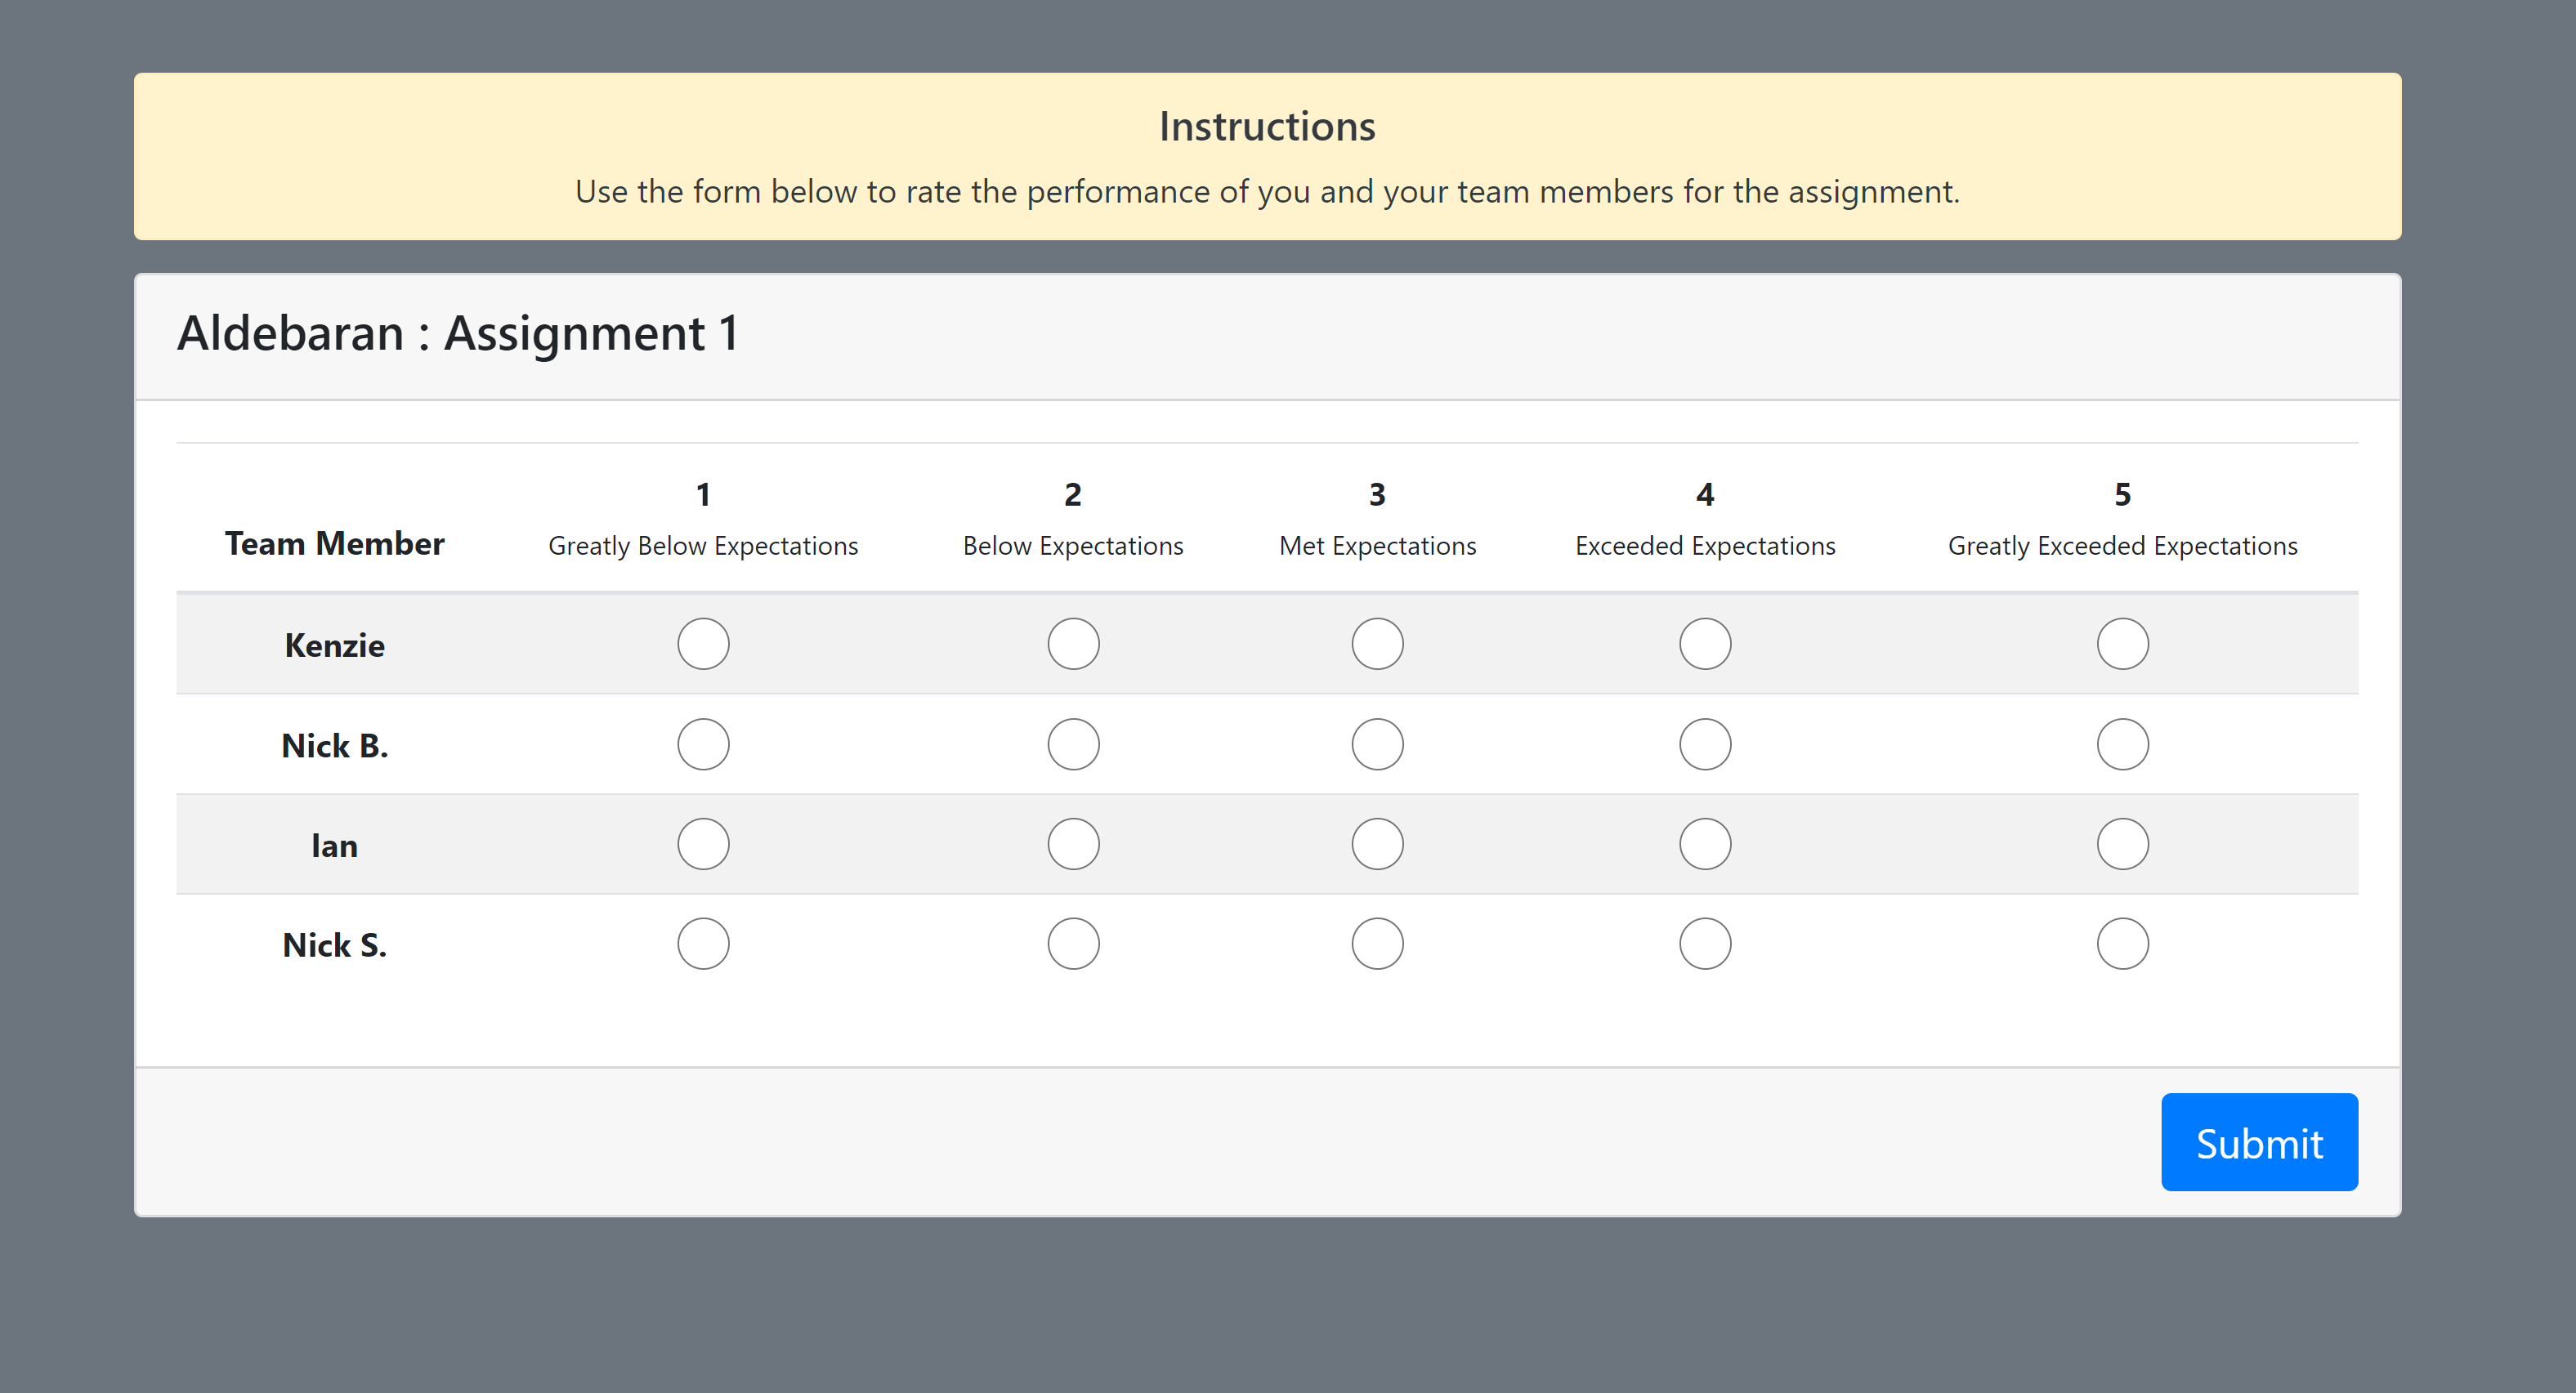 Instructions
Use the form below to rate the performance of you and your team members for the assignment.
Aldebaran : Assignment 1
Team Member
1
Greatly Below Expectations
2
Below Expectations
3
Met Expectations
4
Exceeded Expectations
5
Greatly Exceeded Expectations
Kenzie
Nick B.
Ian
Nick S.
Submit